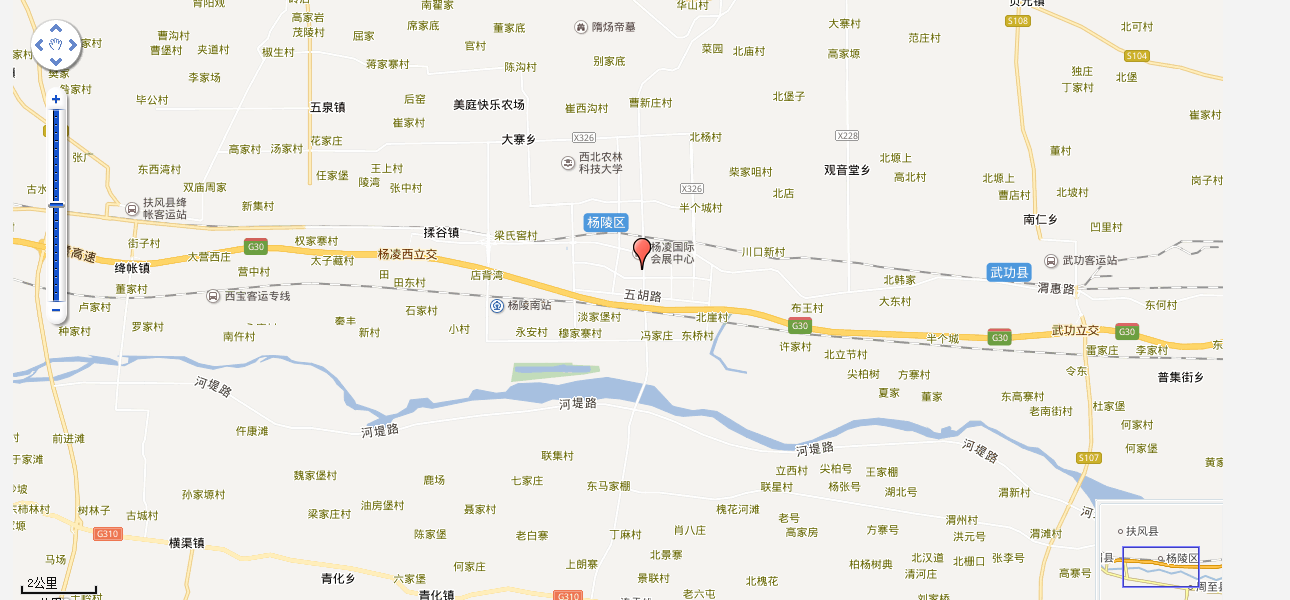 南翟家
华山村
贝元镇
高家岩
茂陵村
席家底
董家底
隋炀帝墓
大寨村
S108
北可村
曹沟村
曹堡村
夹道村
屈家
官村
菜园
北庙村
范庄村
椒生村
高家塬
S104
蒋家寨村
陈沟村
别家底
独庄
北堡
丁家村
李家场
毕公村
后窑
五泉镇
美庭快乐农场
崔西沟村
曹新庄村
北堡子
崔家村
崔家村
大寨乡
X326
北杨村
X228
花家庄
高家村
汤家村
张厂
西北农林
科技大学
董村
东西湾村
王上村
任家堡
陵湾
张中村
柴家咀村
观音堂乡
北塬上
高北村
北塬上
曹店村
北坡村
岗子村
古水
双庙周家
X326
北店
扶风县绛
帐客运站
新集村
半个城村
南仁乡
凹里村
杨陵区
揉谷镇
梁氏窖村
街子村
G30
权家寨村
杨凌国际
会展中心
川口新村
高速
大营西庄
太子藏村
杨凌西立交
武功客运站
绛帐镇
营中村
田
田东村
店背湾
武功县
北韩家
渭惠路
董家村
西宝客运专线
五胡路
大东村
卢家村
石家村
杨陵南站
布王村
东何村
种家村
罗家村
秦丰
新村
小村
淡家堡村
北崖村
G30
南仵村
永安村
穆家寨村
冯家庄
东桥村
半个城
G30
武功立交
G30
许家村
北立节村
雷家庄
李家村
东
河堤路
尖柏树
方寨村
令东
普集街乡
夏家
董家
东高寨村
老南街村
杜家堡
河堤路
河堤路
仵康滩
前进滩
河堤路
河堤路
何家村
何家堡
于家滩
联集村
S107
魏家堡村
鹿场
七家庄
东马家棚
立西村
尖柏号
王家棚
联星村
杨张号
湖北号
渭新村
孙家塬村
树林子
古城村
梁家庄村
油房堡村
聂家村
槐花河滩
老号
高家房
渭州村
洪元号
渭滩村
G310
横渠镇
陈家堡
老白寨
丁麻村
肖八庄
方寨号
扶风县
马场
何家庄
上朗寨
北景寨
柏杨树典
北汉道
北棚口
张李号
清河庄
高寨号
杨陵区
2公里
青化乡
六家堡
景联村
北槐花
青化镇
G310
老六屯